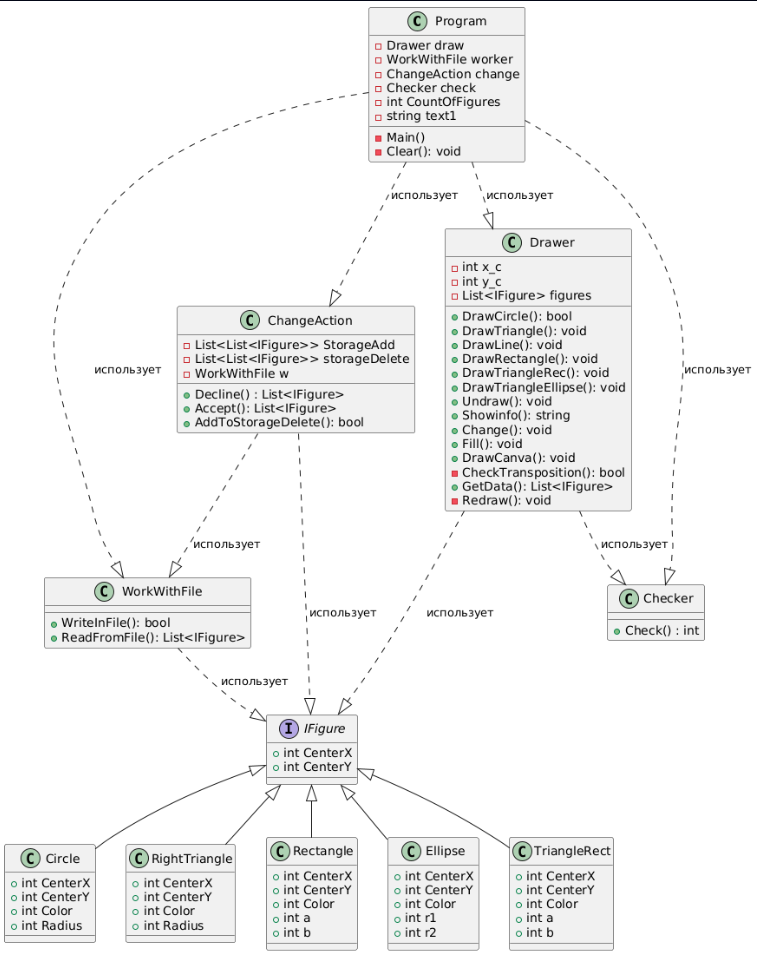 C Program
Drawer draw
WorkWithFile worker
ChangeAction change
Checker check
int CountOfFigures
string text1
Main()
Clear(): void
использует
использует
C Drawer
int x_c
int y_c
List<IFigure> figures
DrawCircle(): bool
DrawTriangle(): void
DrawLine(): void
DrawRectangle(): void
DrawTriangleRec(): void
DrawTriangleEllipse(): void
Undraw(): void
Showinfo(): string
Change(): void
Fill(): void
DrawCanva(): void
CheckTransposition(): bool
GetData(): List<IFigure>
Redraw(): void
C ChangeAction
List<List<IFigure>> StorageAdd
List<List<IFigure>> storageDelete
WorkWithFile w
Decline() : List<IFigure>
Accept(): List<IFigure>
AddToStorageDelete(): bool
использует
использует
использует
использует
C WorkWithFile
WriteInFile(): bool
ReadFromFile(): List<IFigure>
C Checker
Check() : int
использует
использует
использует
I IFigure
int CenterX
int CenterY
C Circle
int CenterX
int CenterY
int Color
int Radius
C RightTriangle
int CenterX
int CenterY
int Color
int Radius
C Rectangle
int CenterX
int CenterY
int Color
int a
int b
C Ellipse
int CenterX
int CenterY
int Color
int r1
int r2
C TriangleRect
int CenterX
int CenterY
int Color
int a
int b